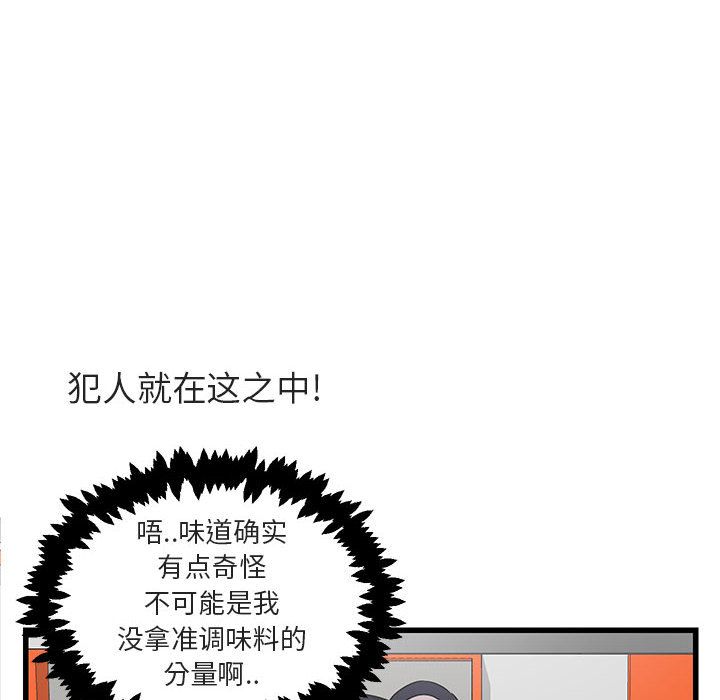 犯人就在这之中!
唔..味道确实
有点奇怪
不可能是我
没拿准调味料的
分量啊..